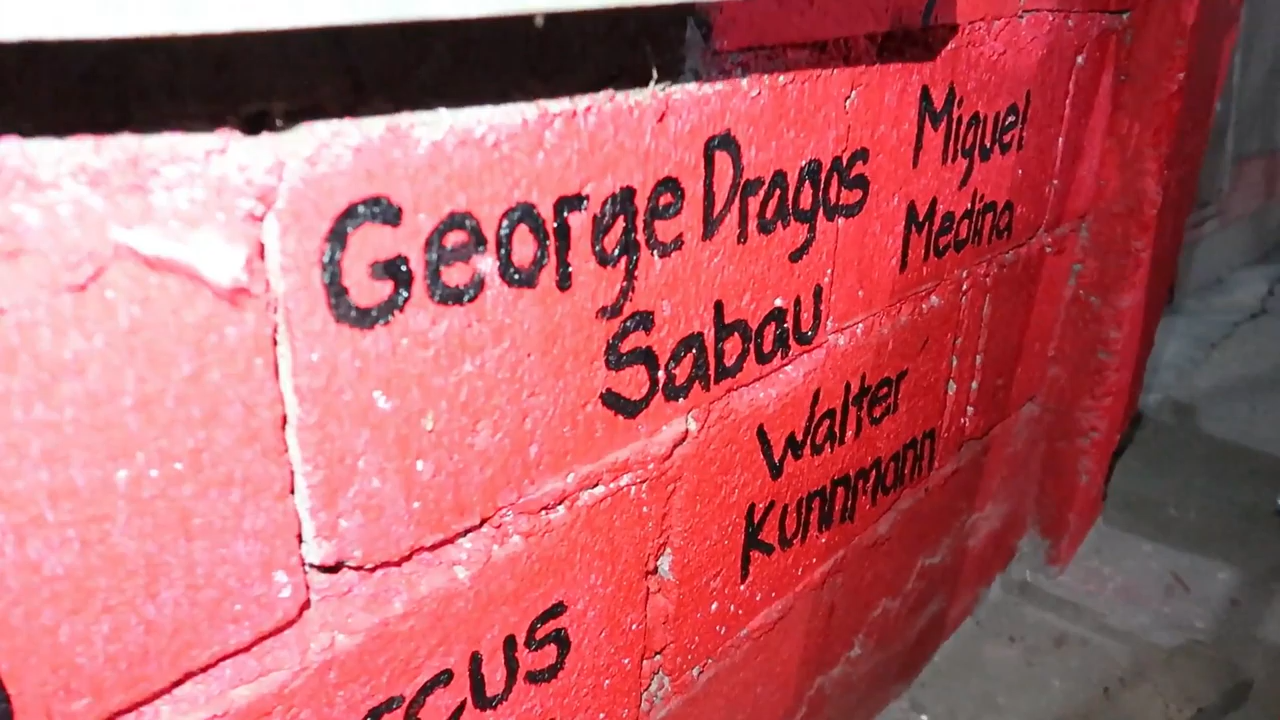 George Dragos
Sabau
Miguel
Medina
Walter
Kunnmann